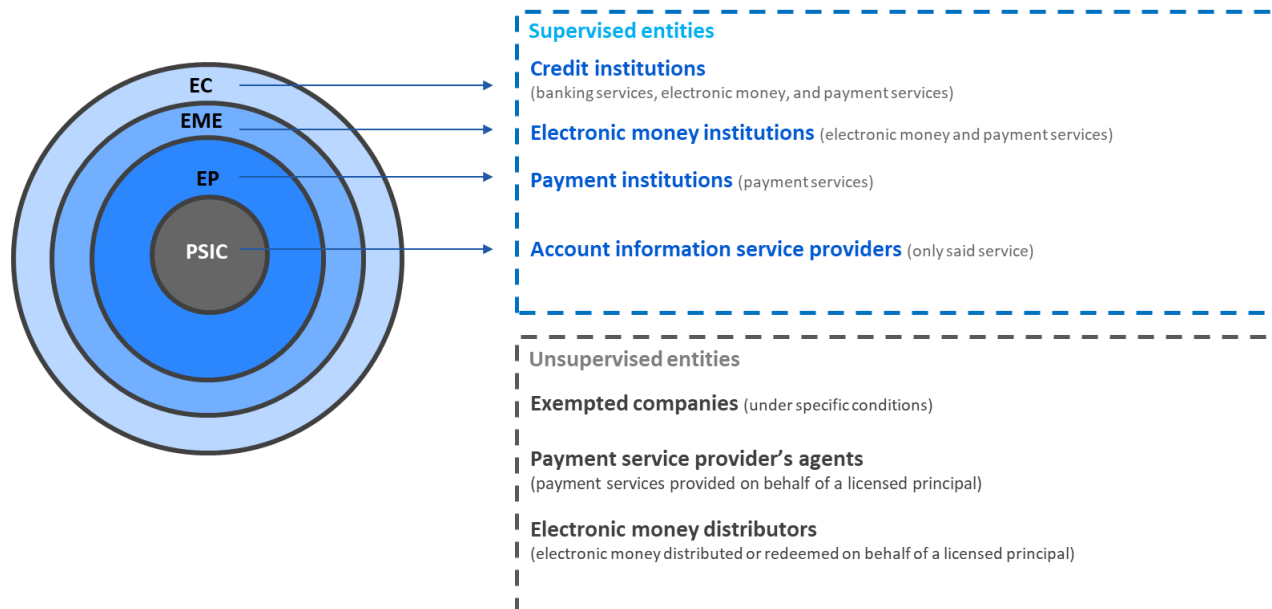 EC
EME
EP
PSIC
Supervised entities
Credit institutions
(banking services, electronic money, and payment services)
Electronic money institutions (electronic money and payment services)
Payment institutions (payment services)
Account information service providers (only said service)
Unsupervised entities
Exempted companies (under specific conditions)
Payment service provider’s agents
(payment services provided on behalf of a licensed principal)
Electronic money distributors
(electronic money distributed or redeemed on behalf of a licensed principal)